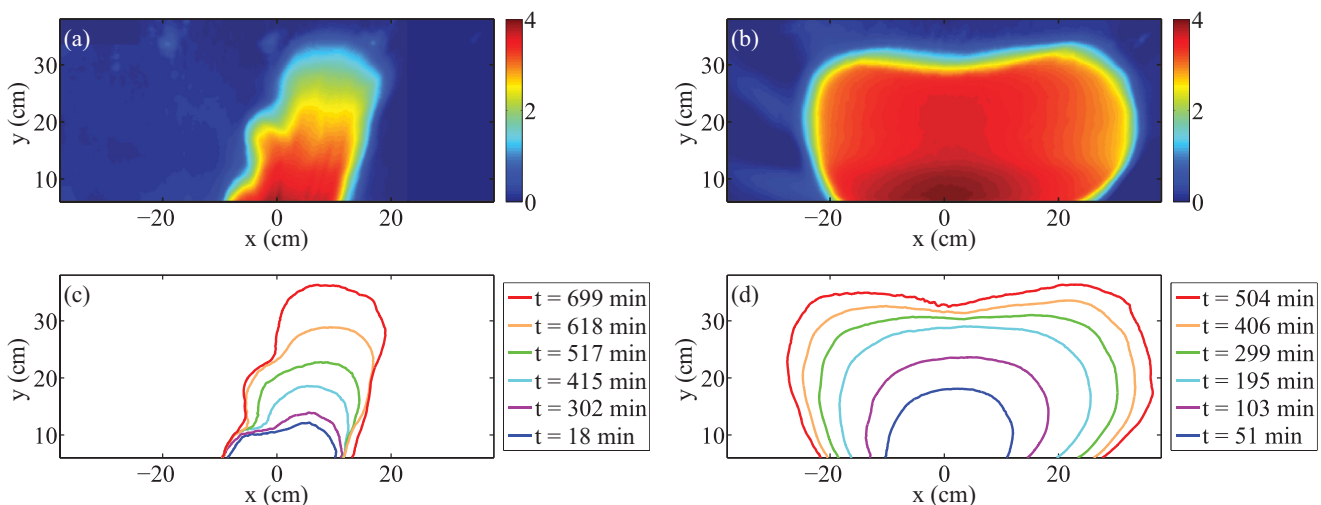 (a)
y (cm)
30
20
10
−20
0
20
x (cm)
4
2
0
(b)
y (cm)
30
20
10
−20
0
20
x (cm)
4
2
0
(c)
y (cm)
30
20
10
−20
0
20
x (cm)
t = 699 min
t = 618 min
t = 517 min
t = 415 min
t = 302 min
t = 18 min
(d)
y (cm)
30
20
10
−20
0
20
x (cm)
t = 504 min
t = 406 min
t = 299 min
t = 195 min
t = 103 min
t = 51 min